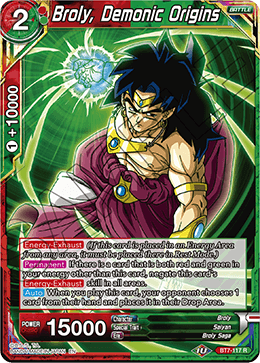 2
Broly, Demonic Origins
BATTLE
+10000
Energy-Exhaust (If this card is placed in an Energy Area
from any area, it must be placed there in Rest Mode.)
Permanent If there is a card that is both red and green in
your energy other than this card, negate this card's
Energy-Exhaust skill in all areas.
Auto When you play this card, your opponent chooses 1
card from their hand and places it in their Drop Area.
POWER 15000
Character Broly
Special Trait Saiyan
Era Broly Saga
BT7-117 R